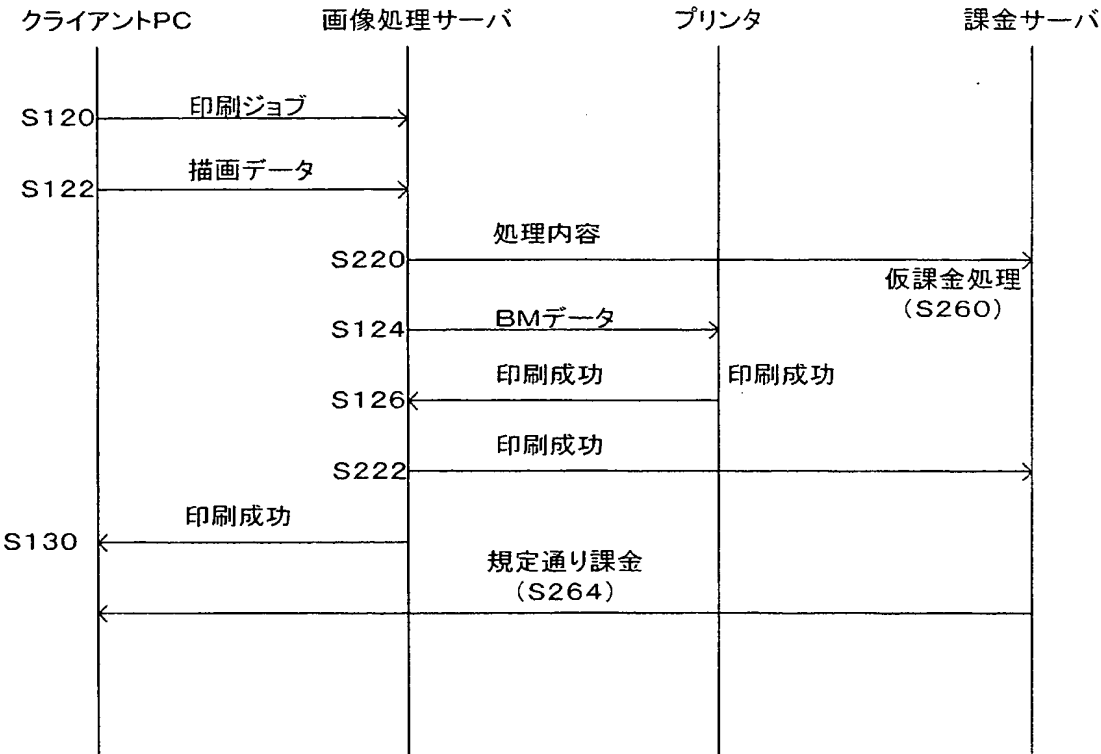 クライアントPC 画像処理サーバ プリンタ 課金サーバ
S120 印刷ジョブ
S122 描画データ
処理内容
S220
仮課金処理
(S260)
S124 BMデータ
印刷成功 印刷成功
S126
印刷成功
S222
印刷成功
S130
規定通り課金
(S264)